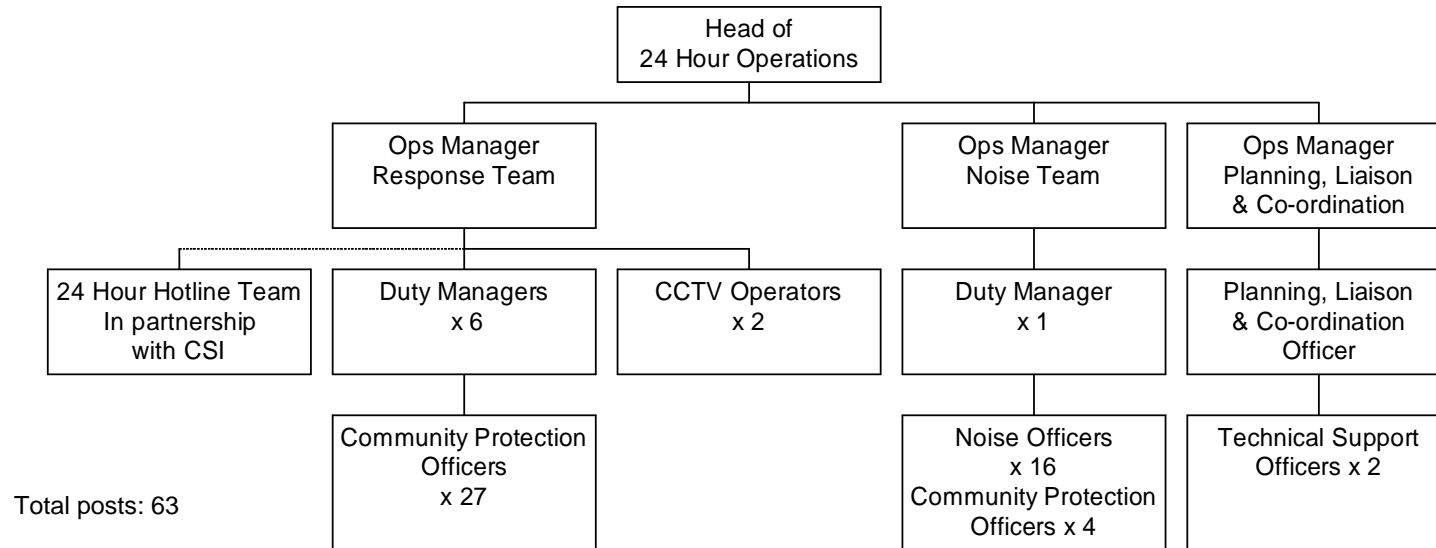 Head of
24 Hour Operations
Ops Manager
Response Team
Ops Manager
Noise Team
Ops Manager
Planning, Liaison
& Co-ordination
24 Hour Hotline Team
In partnership
with CSI
Duty Managers
x 6
CCTV Operators
x 2
Duty Manager
x 1
Planning, Liaison
& Co-ordination
Officer
Community Protection
Officers
x 27
Noise Officers
x 16
Community Protection
Officers x 4
Technical Support
Officers x 2
Total posts: 63